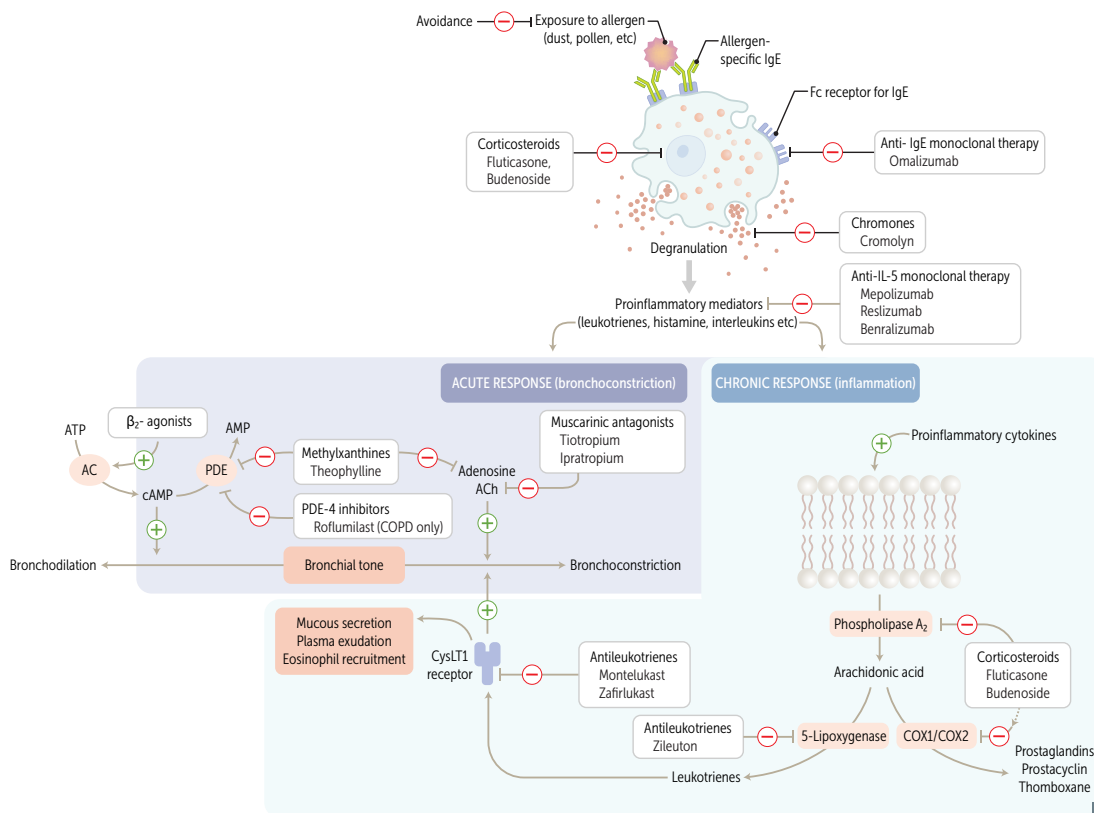 Avoidance
Exposure to allergen
(dust, pollen, etc)
Allergen-
specific IgE
Fc receptor for IgE
Corticosteroids
Fluticasone,
Budenoside
Anti- IgE monoclonal therapy
Omalizumab
Chromones
Cromolyn
Degranulation
Anti-IL-5 monoclonal therapy
Mepolizumab
Reslizumab
Benralizumab
Proinflammatory mediators
(leukotrienes, histamine, interleukins etc)
ACUTE RESPONSE (bronchoconstriction)
CHRONIC RESPONSE (inflammation)
β2- agonists
ATP
AC
cAMP
AMP
PDE
Methylxanthines
Theophylline
PDE-4 inhibitors
Roflumilast (COPD only)
Adenosine
ACh
Muscarinic antagonists
Tiotropium
Ipratropium
Proinflammatory cytokines
Bronchodilation
Bronchial tone
Bronchoconstriction
Mucous secretion
Plasma exudation
Eosinophil recruitment
CysLT1
receptor
Antileukotrienes
Montelukast
Zafirlukast
Phospholipase A2
Arachidonic acid
Corticosteroids
Fluticasone
Budenoside
Antileukotrienes
Zileuton
5-Lipoxygenase
COX1/COX2
Leukotrienes
Prostaglandins
Prostacyclin
Thomboxane